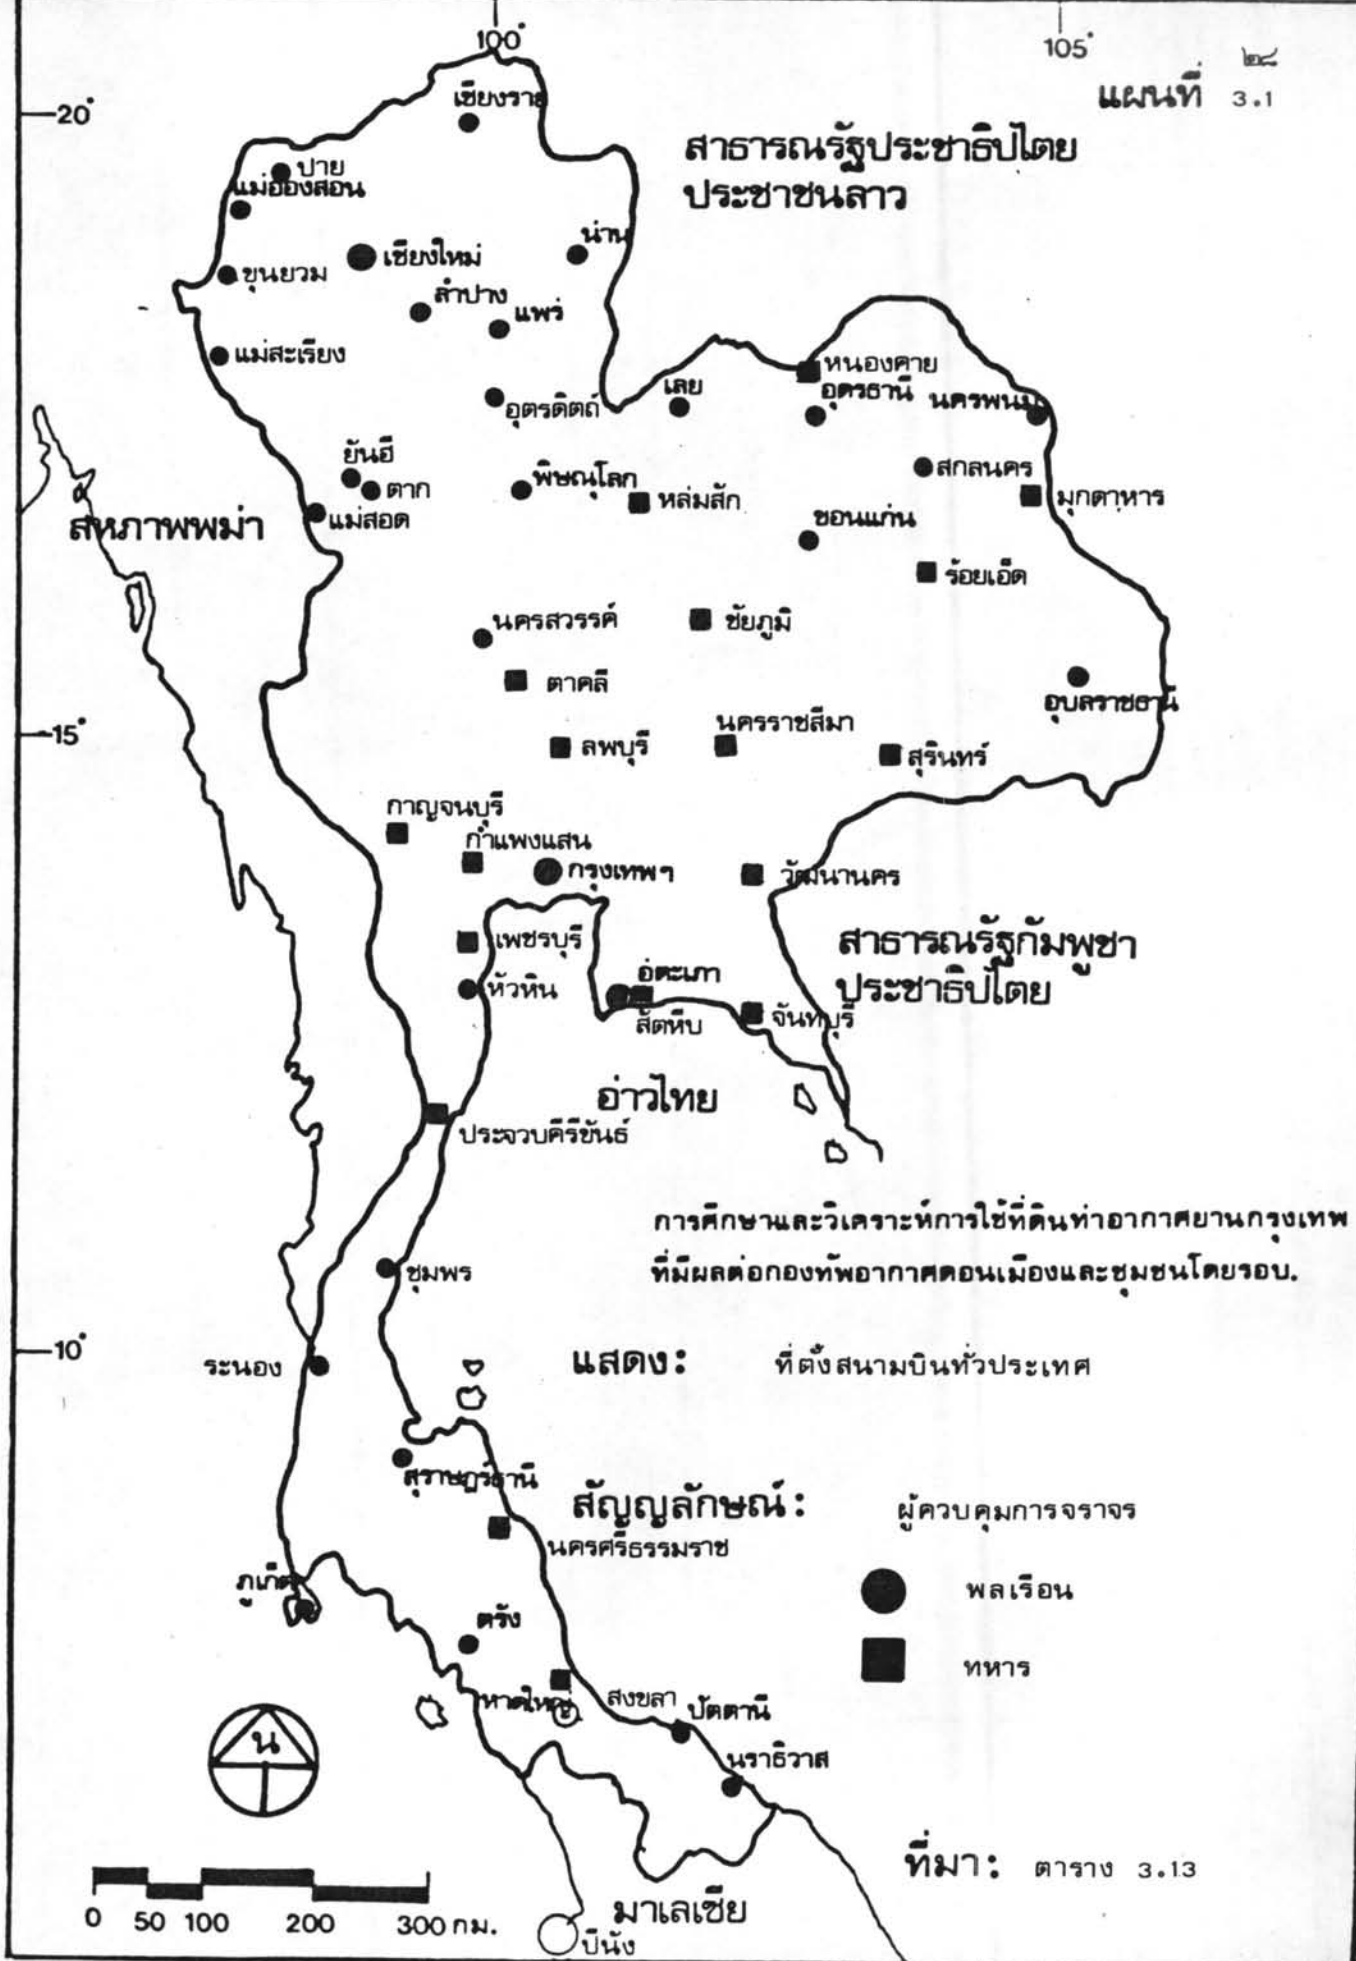 100°
105°
๒๘
แผนที่ 3.1
20°
เชียงราย
สาธารณรัฐประชาธิปไตย
ประชาชนลาว
ปาย
แม่ฮ่องสอน
น่าน
เชียงใหม่
ขุนยวม
ลำปาง
แพร่
แม่สะเรียง
หนองคาย
เลย
อุดรธานี
นครพนม
อุตรดิตถ์
ยันฮี
ตาก
พิษณุโลก
หล่มสัก
สกลนคร
มุกดาหาร
สหภาพพม่า
แม่สอด
ขอนแก่น
ร้อยเอ็ด
นครสวรรค์
ชัยภูมิ
ตาคลี
อุบลราชธานี
15°
ลพบุรี
นครราชสีมา
สุรินทร์
กาญจนบุรี
กำแพงแสน
กรุงเทพฯ
วัฒนานคร
เพชรบุรี
สาธารณรัฐกัมพูชา
ประชาธิปไตย
หัวหิน
อู่ตะเภา
สัตหีบ
จันทบุรี
อ่าวไทย
ประจวบคีรีขันธ์
การศึกษาและวิเคราะห์การใช้ที่ดินท่าอากาศยานกรุงเทพ
ที่มีผลต่อกองทัพอากาศดอนเมืองและชุมชนโดยรอบ.
ชุมพร
10°
ระนอง
แสดง: ที่ตั้งสนามบินทั่วประเทศ
สุราษฎร์ธานี
สัญญลักษณ์: ผู้ควบคุมการจราจร
นครศรีธรรมราช
ภูเก็ต
พลเรือน
ตรัง
ทหาร
หาดใหญ่
สงขลา
ปัตตานี
น
นราธิวาส
ที่มา: ตาราง 3.13
0 50 100 200 300 กม.
มาเลเซีย
ปีนัง